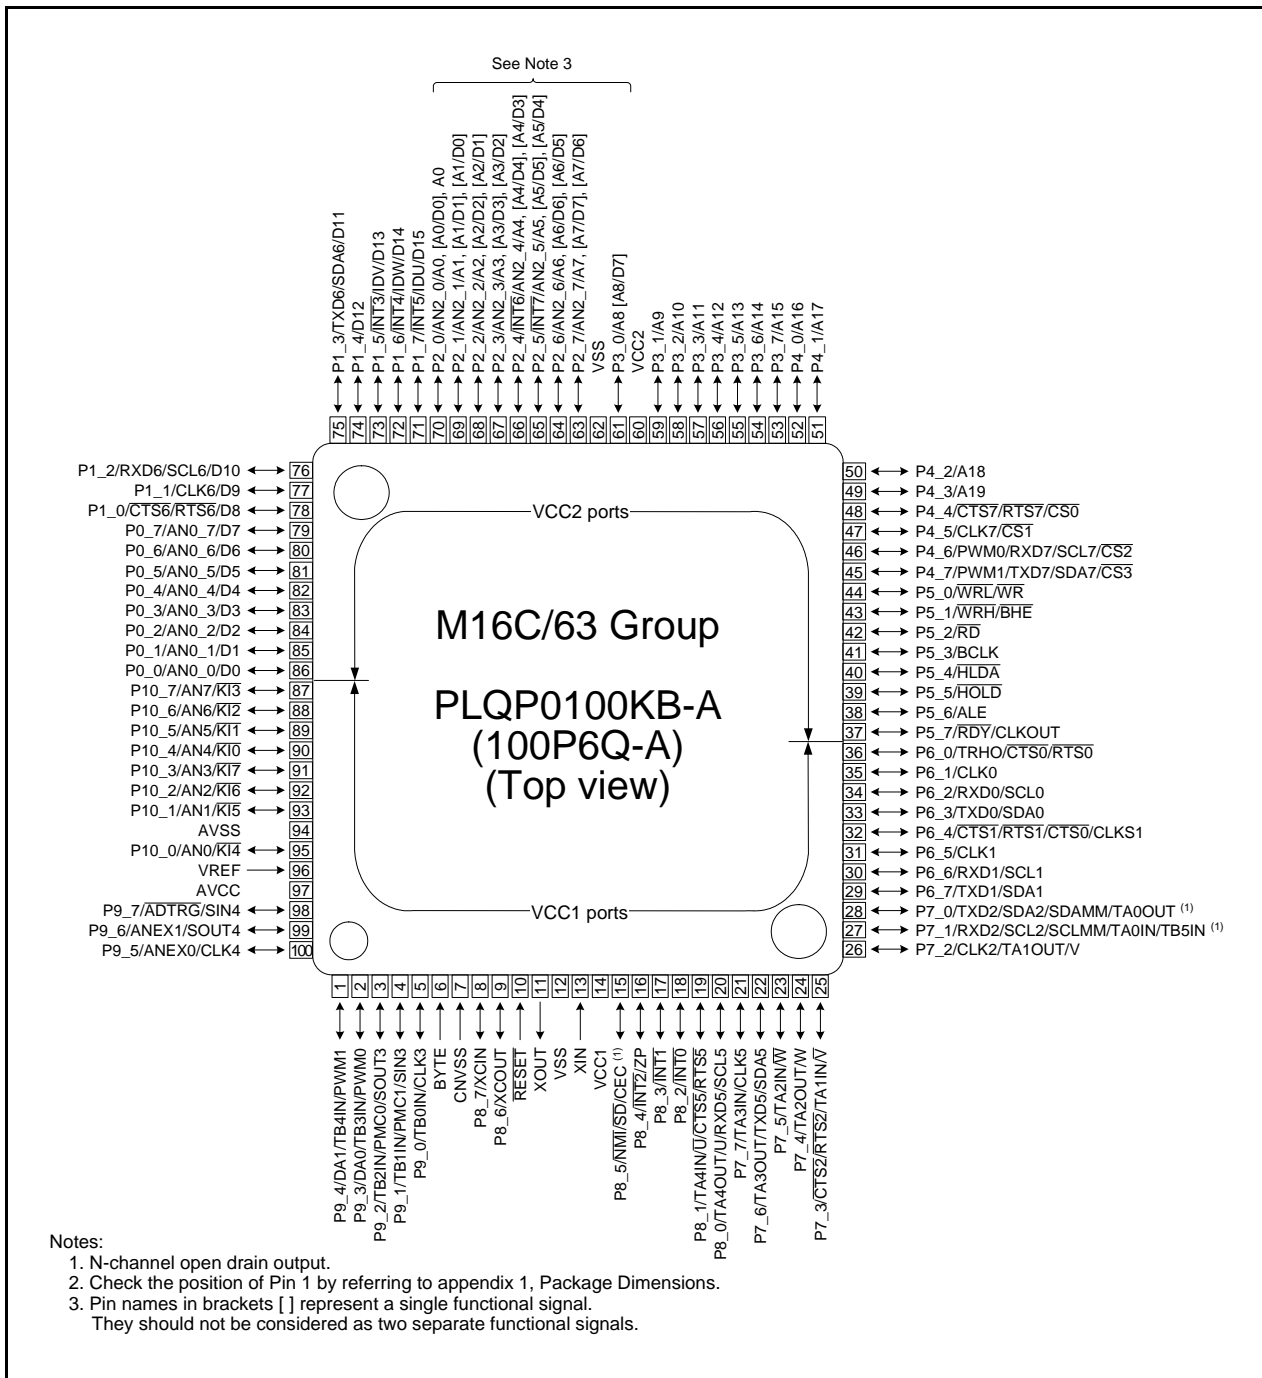 See Note 3
P1_3/TXD6/SDA6/D11
P1_4/D12
P1_5/INT3/IDV/D13
P1_6/INT4/IDW/D14
P1_7/INT5/IDU/D15
P2_0/AN2_0/A0, [A0/D0], A0
P2_1/AN2_1/A1, [A1/D1], [A1/D0]
P2_2/AN2_2/A2, [A2/D2], [A2/D1]
P2_3/AN2_3/A3, [A3/D3], [A3/D2]
P2_4/INT6/AN2_4/A4, [A4/D4], [A4/D3]
P2_5/INT7/AN2_5/A5, [A5/D5], [A5/D4]
P2_6/AN2_6/A6, [A6/D6], [A6/D5]
P2_7/AN2_7/A7, [A7/D7], [A7/D6]
VSS
P3_0/A8 [A8/D7]
VCC2
P3_1/A9
P3_2/A10
P3_3/A11
P3_4/A12
P3_5/A13
P3_6/A14
P3_7/A15
P4_0/A16
P4_1/A17
75 74 73 72 71 70 69 68 67 66 65 64 63 62 61 60 59 58 57 56 55 54 53 52 51
P1_2/RXD6/SCL6/D10 76
P1_1/CLK6/D9 77
P1_0/CTS6/RTS6/D8 78
P0_7/AN0_7/D7 79
P0_6/AN0_6/D6 80
P0_5/AN0_5/D5 81
P0_4/AN0_4/D4 82
P0_3/AN0_3/D3 83
P0_2/AN0_2/D2 84
P0_1/AN0_1/D1 85
P0_0/AN0_0/D0 86
P10_7/AN7/KI3 87
P10_6/AN6/KI2 88
P10_5/AN5/KI1 89
P10_4/AN4/KI0 90
P10_3/AN3/KI7 91
P10_2/AN2/KI6 92
P10_1/AN1/KI5 93
AVSS 94
P10_0/AN0/KI4 95
VREF 96
AVCC 97
P9_7/ADTRG/SIN4 98
P9_6/ANEX1/SOUT4 99
P9_5/ANEX0/CLK4 100
VCC2 ports
M16C/63 Group
PLQP0100KB-A
(100P6Q-A)
(Top view)
VCC1 ports
50 P4_2/A18
49 P4_3/A19
48 P4_4/CTS7/RTS7/CS0
47 P4_5/CLK7/CS1
46 P4_6/PWM0/RXD7/SCL7/CS2
45 P4_7/PWM1/TXD7/SDA7/CS3
44 P5_0/WRL/WR
43 P5_1/WRH/BHE
42 P5_2/RD
41 P5_3/BCLK
40 P5_4/HLDA
39 P5_5/HOLD
38 P5_6/ALE
37 P5_7/RDY/CLKOUT
36 P6_0/TRHO/CTS0/RTS0
35 P6_1/CLK0
34 P6_2/RXD0/SCL0
33 P6_3/TXD0/SDA0
32 P6_4/CTS1/RTS1/CTS0/CLKS1
31 P6_5/CLK1
30 P6_6/RXD1/SCL1
29 P6_7/TXD1/SDA1
28 P7_0/TXD2/SDA2/SDAMM/TA0OUT (1)
27 P7_1/RXD2/SCL2/SCLMM/TA0IN/TB5IN (1)
26 P7_2/CLK2/TA1OUT/V
1 2 3 4 5 6 7 8 9 10 11 12 13 14 15 16 17 18 19 20 21 22 23 24 25
P9_4/DA1/TB4IN/PWM1
P9_3/DA0/TB3IN/PWM0
P9_2/TB2IN/PMC0/SOUT3
P9_1/TB1IN/PMC1/SIN3
P9_0/TB0IN/CLK3
BYTE
CNVSS
P8_7/XCIN
P8_6/XCOUT
RESET
XOUT
VSS
XIN
VCC1
P8_5/NMI/SD/CEC (1)
P8_4/INT2/ZP
P8_3/INT1
P8_2/INT0
P8_1/TA4IN/U/CTS5/RTS5
P8_0/TA4OUT/U/RXD5/SCL5
P7_7/TA3IN/CLK5
P7_6/TA3OUT/TXD5/SDA5
P7_5/TA2IN/W
P7_4/TA2OUT/W
P7_3/CTS2/RTS2/TA1IN/V
Notes:
1. N-channel open drain output.
2. Check the position of Pin 1 by referring to appendix 1, Package Dimensions.
3. Pin names in brackets [ ] represent a single functional signal.
They should not be considered as two separate functional signals.